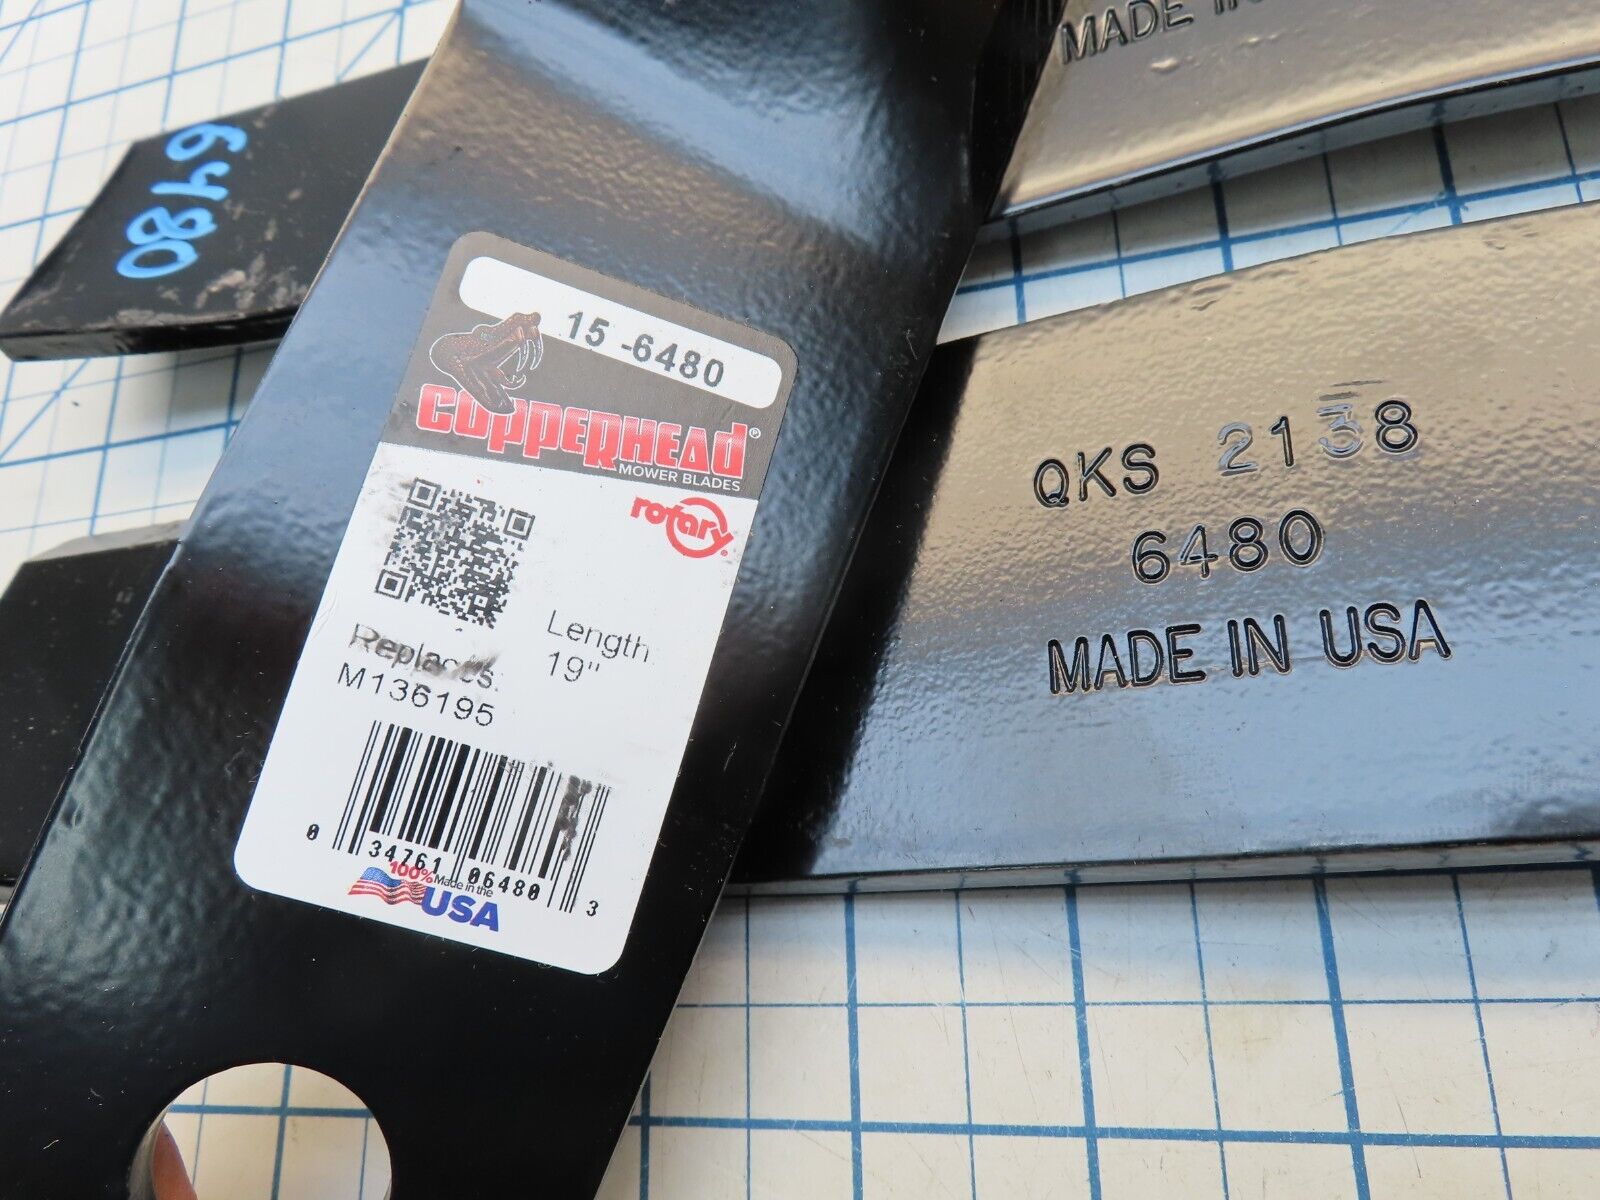 MADE IN
6480
15 -6480
COPPERHEAD®
MOWER BLADES
rotary
Length
19"
Replaces:
M136195
0 34761 06480 3
100% Made in the
USA
QKS 2138
6480
MADE IN USA